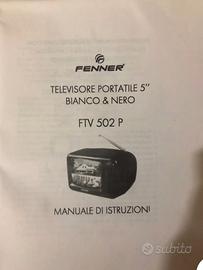 FENNER
TELEVISORE PORTATILE 5"
BIANCO & NERO
FTV 502 P
MANUALE DI ISTRUZIONI
subito